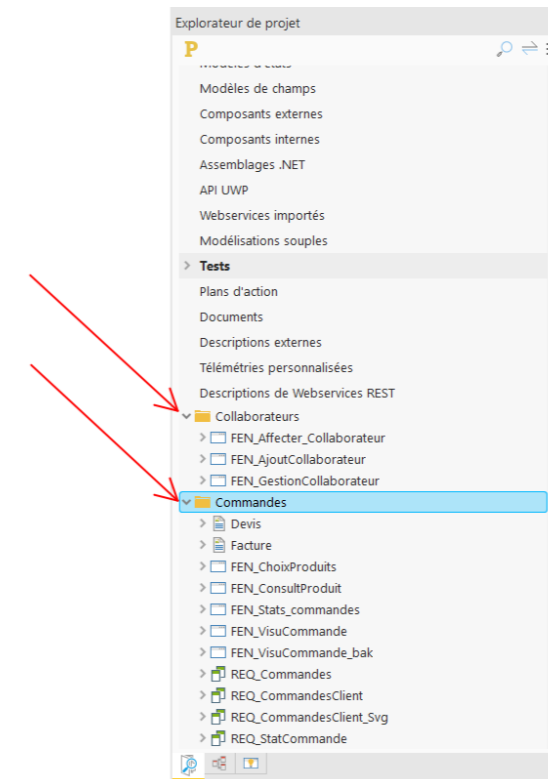 Explorateur de projet
P
Modèles d'états
Modèles de champs
Composants externes
Composants internes
Assemblages .NET
API UWP
Webservices importés
Modélisations souples
Tests
Plans d'action
Documents
Descriptions externes
Télémétries personnalisées
Descriptions de Webservices REST
Collaborateurs
FEN_Affecter_Collaborateur
FEN_AjoutCollaborateur
FEN_GestionCollaborateur
Commandes
Devis
Facture
FEN_ChoixProduits
FEN_ConsultProduit
FEN_Stats_commandes
FEN_VisuCommande
FEN_VisuCommande_bak
REQ_Commandes
REQ_CommandesClient
REQ_CommandesClient_Svg
REQ_StatCommande